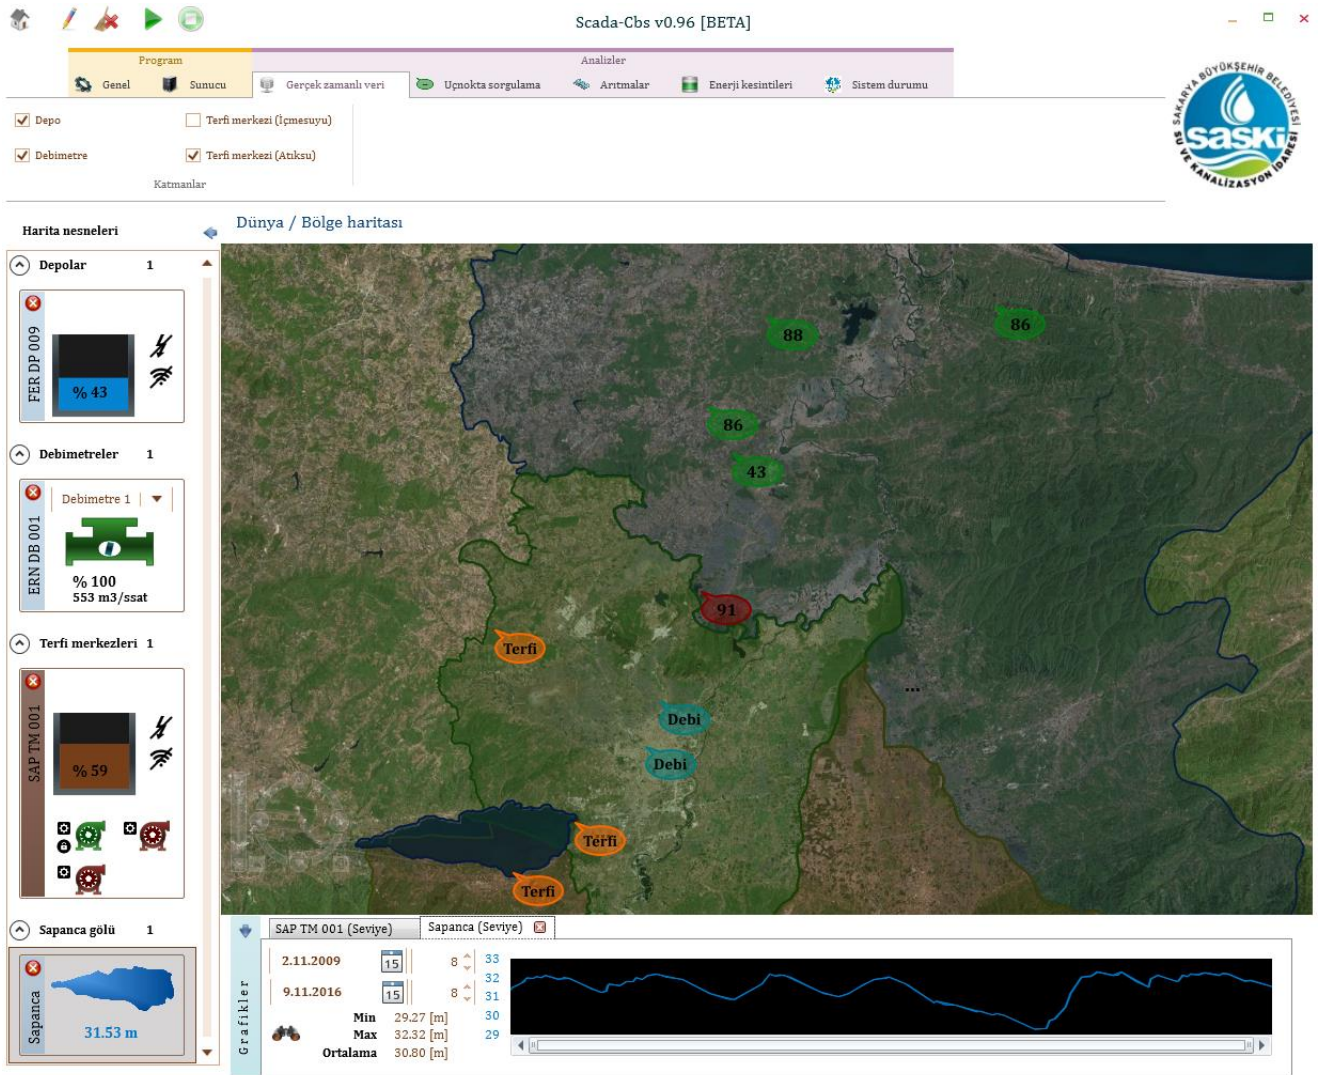 Scada-Cbs v0.96 [BETA]
Program
Analizler
Genel
Sunucu
Gerçek zamanlı veri
Uçnokta sorgulama
Arıtmalar
Enerji kesintileri
Sistem durumu
Depo
Terfi merkezi (İçmesuyu)
Debimetre
Terfi merkezi (Atıksu)
Katmanlar
SAKARYA BÜYÜKŞEHİR BELEDİYESİ
saski
SU VE KANALİZASYON İDARESİ
Harita nesneleri
Dünya / Bölge haritası
Depolar 1
FER DP 009
% 43
Debimetreler 1
ERN DB 001
Debimetre 1
% 100
553 m3/ssat
Terfi merkezleri 1
SAP TM 001
% 59
Sapanca gölü 1
Sapanca
31.53 m
88
86
86
43
91
Terfi
...
Debi
Debi
Terfi
Terfi
Grafikler
SAP TM 001 (Seviye)
Sapanca (Seviye)
2.11.2009
15
8
9.11.2016
15
8
Min 29.27 [m]
Max 32.32 [m]
Ortalama 30.80 [m]
33
32
31
30
29